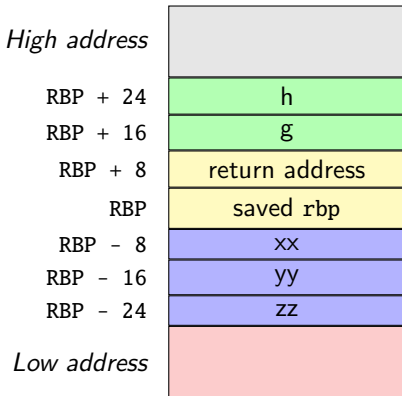 High address
RBP + 24 h
RBP + 16 g
RBP + 8 return address
RBP saved rbp
RBP - 8 xx
RBP - 16 yy
RBP - 24 zz
Low address